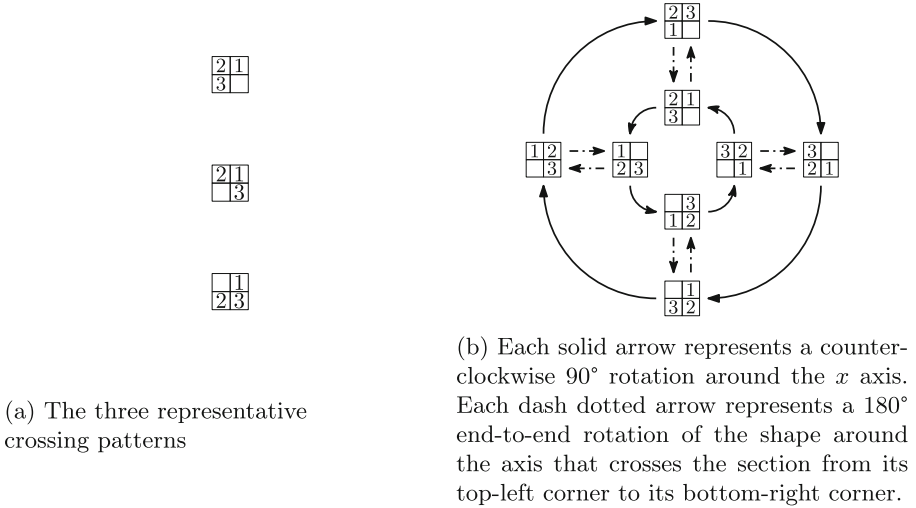 2 1
3
2 1
3
1
2 3
(a) The three representative
crossing patterns
2 3
1
2 1
3
1 2
3
1
2 3
3 2
1
3
2 1
3
1 2
1
3 2
(b) Each solid arrow represents a counter-
clockwise 90° rotation around the x axis.
Each dash dotted arrow represents a 180°
end-to-end rotation of the shape around
the axis that crosses the section from its
top-left corner to its bottom-right corner.